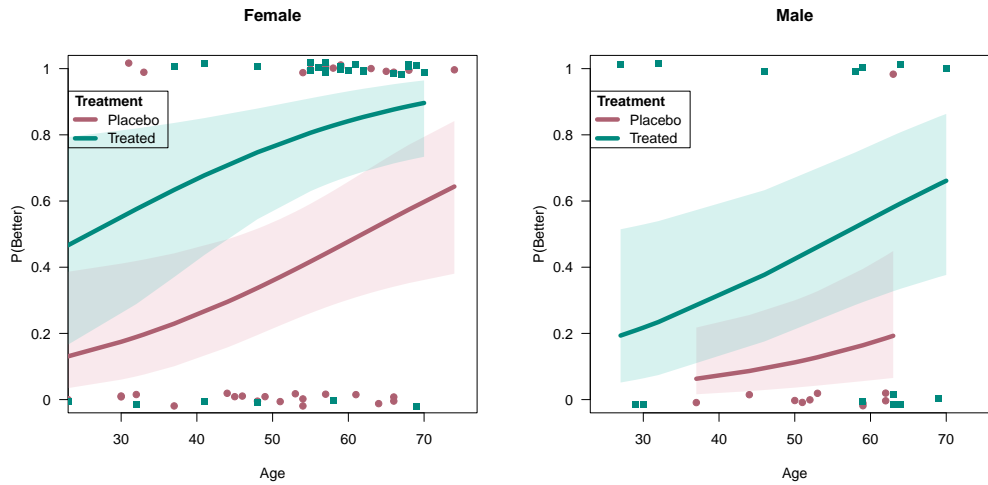 Female
P(Better)
1
0.8
0.6
0.4
0.2
0
Treatment
Placebo
Treated
30 40 50 60 70
Age
Male
P(Better)
1
0.8
0.6
0.4
0.2
0
Treatment
Placebo
Treated
30 40 50 60 70
Age